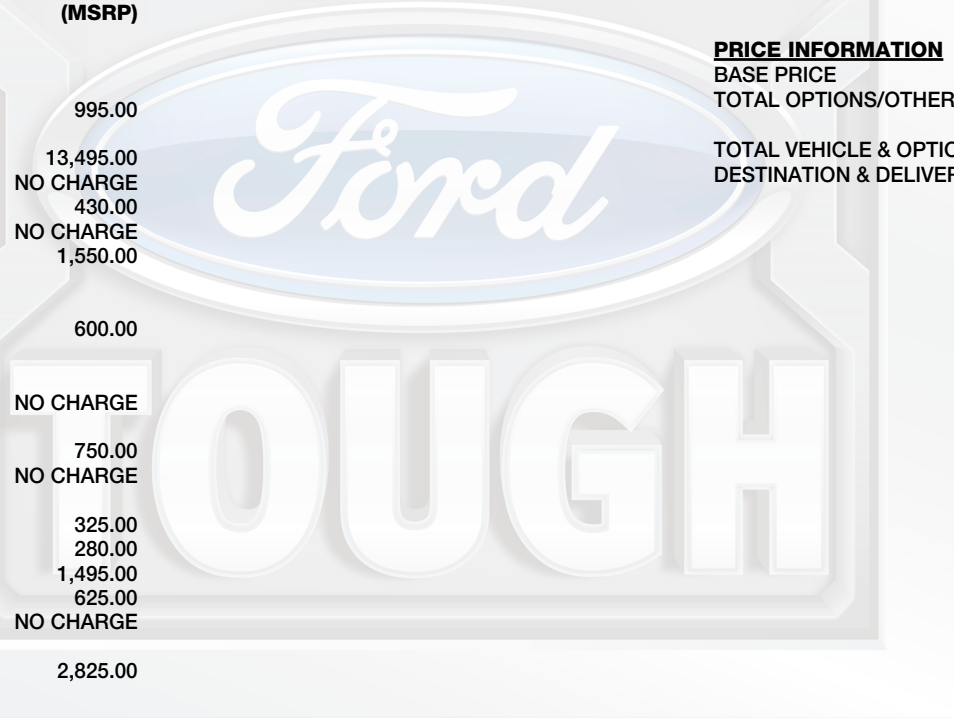 (MSRP)
995.00
13,495.00
NO CHARGE
430.00
NO CHARGE
1,550.00
600.00
NO CHARGE
750.00
NO CHARGE
325.00
280.00
1,495.00
625.00
NO CHARGE
2,825.00
PRICE INFORMATION
BASE PRICE
TOTAL OPTIONS/OTHER
TOTAL VEHICLE & OPTIO
DESTINATION & DELIVER
Ford
TOUGH